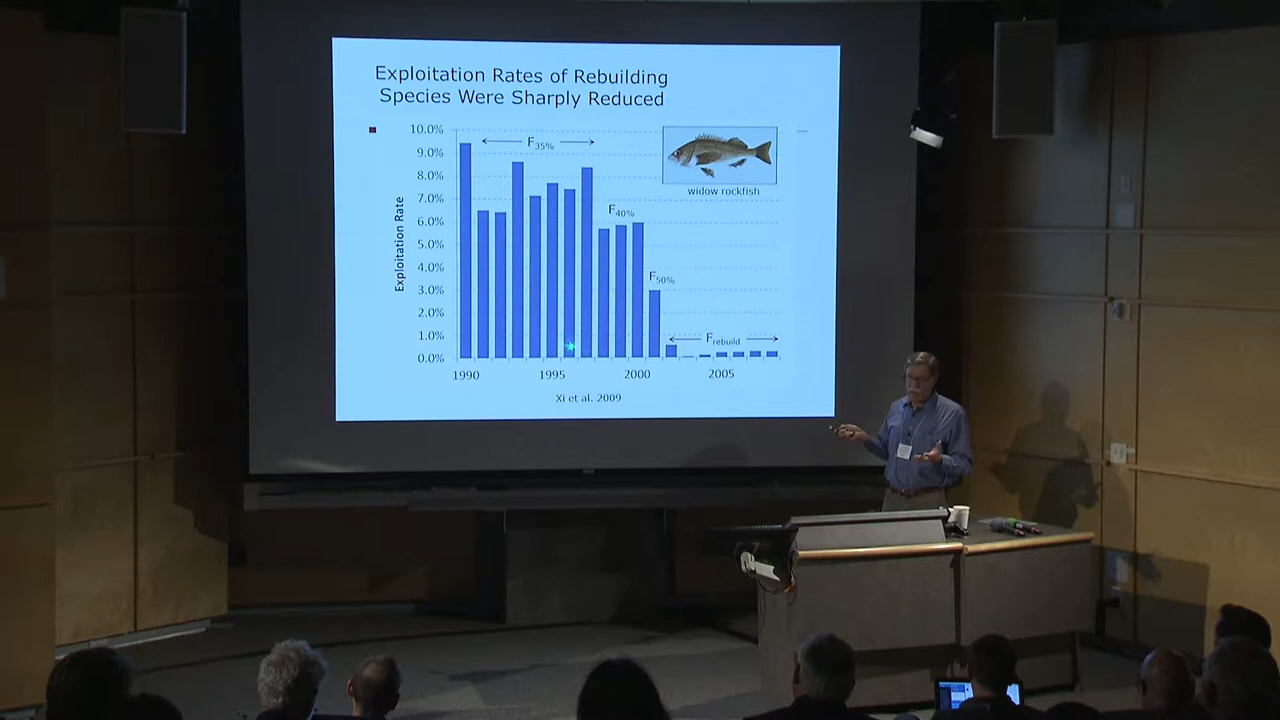 Exploitation Rates of Rebuilding
Species Were Sharply Reduced
10.0%
9.0%
8.0%
7.0%
6.0%
5.0%
4.0%
3.0%
2.0%
1.0%
0.0%
Exploitation Rate
F35%
F40%
F50%
Frebuild
widow rockfish
1990
1995
2000
2005
Xi et al. 2009